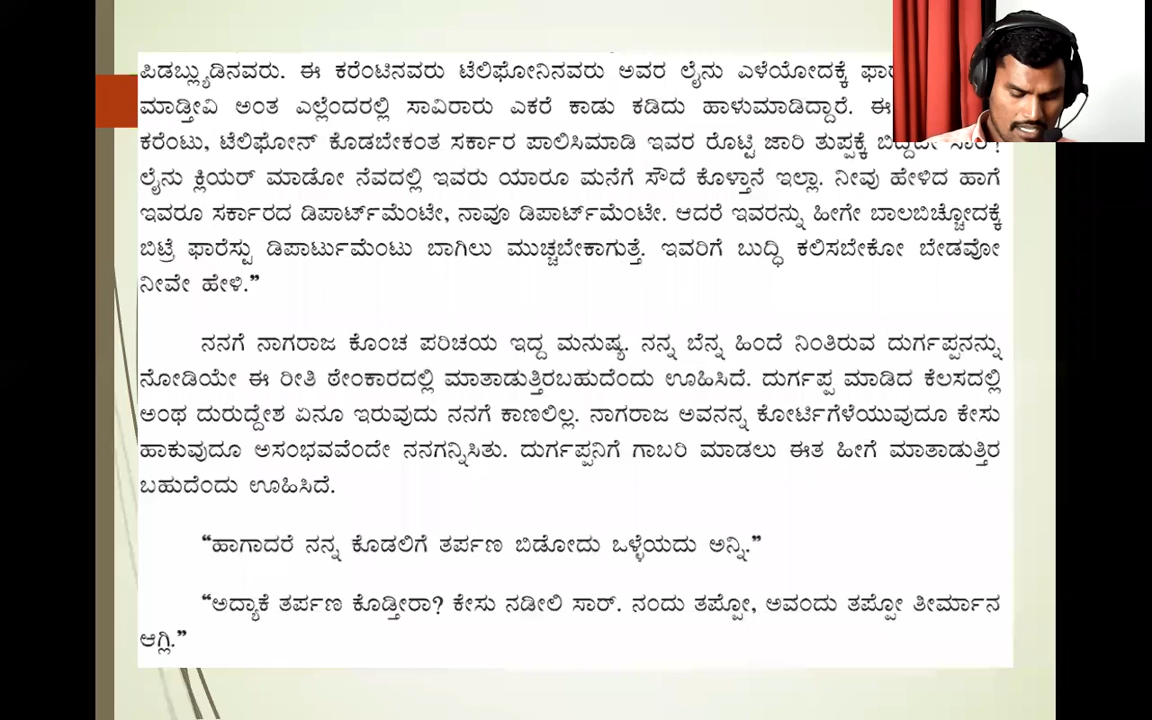 ಪಿಡಬ್ಲ್ಯುಡಿನವರು. ಈ ಕರೆಂಟಿನವರು ಟೆಲಿಫೋನಿನವರು ಅವರ ಲೈನು ಎಳೆಯೋದಕ್ಕೆ
ಮಾಡ್ತೀವಿ ಅಂತ ಎಲ್ಲೆಂದರಲ್ಲಿ ಸಾವಿರಾರು ಎಕರೆ ಕಾಡು ಕಡಿದು ಹಾಳುಮಾಡಿದ್ದಾರೆ. ಈ
ಕರೆಂಟು, ಟೆಲಿಫೋನ್ ಕೊಡಬೇಕಂತ ಸರ್ಕಾರ ಪಾಲಿಸಿಮಾಡಿ ಇವರ ರೊಟ್ಟಿ ಜಾರಿ ತುಪ್ಪಕ್ಕೆ
ಲೈನು ಕ್ಲಿಯರ್ ಮಾಡೋ ನೆವದಲ್ಲಿ ಇವರು ಯಾರೂ ಮನೆಗೆ ಸೌದೆ ಕೊಳ್ತಾನೆ ಇಲ್ಲಾ. ನೀವು ಹೇಳಿದ ಹಾಗೆ
ಇವರೂ ಸರ್ಕಾರದ ಡಿಪಾರ್ಟ್‌ಮೆಂಟೇ, ನಾವೂ ಡಿಪಾರ್ಟ್‌ಮೆಂಟೇ. ಆದರೆ ಇವರನ್ನು ಹೀಗೇ ಬಾಲಬಿಚ್ಚೋದಕ್ಕೆ
ಬಿಟ್ರೆ ಫಾರೆಸ್ಟು ಡಿಪಾರ್ಟುಮೆಂಟು ಬಾಗಿಲು ಮುಚ್ಚಬೇಕಾಗುತ್ತೆ. ಇವರಿಗೆ ಬುದ್ಧಿ ಕಲಿಸಬೇಕೋ ಬೇಡವೋ
ನೀವೇ ಹೇಳಿ.”
ನನಗೆ ನಾಗರಾಜ ಕೊಂಚ ಪರಿಚಯ ಇದ್ದ ಮನುಷ್ಯ. ನನ್ನ ಬೆನ್ನ ಹಿಂದೆ ನಿಂತಿರುವ ದುರ್ಗಪ್ಪನನ್ನು
ನೋಡಿಯೇ ಈ ರೀತಿ ಠೇಂಕಾರದಲ್ಲಿ ಮಾತಾಡುತ್ತಿರಬಹುದೆಂದು ಊಹಿಸಿದೆ. ದುರ್ಗಪ್ಪ ಮಾಡಿದ ಕೆಲಸದಲ್ಲಿ
ಅಂಥ ದುರುದ್ದೇಶ ಏನೂ ಇರುವುದು ನನಗೆ ಕಾಣಲಿಲ್ಲ. ನಾಗರಾಜ ಅವನನ್ನ ಕೋರ್ಟಿಗೆಳೆಯುವುದೂ ಕೇಸು
ಹಾಕುವುದೂ ಅಸಂಭವವೆಂದೇ ನನಗನ್ನಿಸಿತು. ದುರ್ಗಪ್ಪನಿಗೆ ಗಾಬರಿ ಮಾಡಲು ಈತ ಹೀಗೆ ಮಾತಾಡುತ್ತಿರ
ಬಹುದೆಂದು ಊಹಿಸಿದೆ.
“ಹಾಗಾದರೆ ನನ್ನ ಕೊಡಲಿಗೆ ತರ್ಪಣ ಬಿಡೋದು ಒಳ್ಳೆಯದು ಅನ್ನಿ.”
“ಅದ್ಯಾಕೆ ತರ್ಪಣ ಕೊಡ್ತೀರಾ? ಕೇಸು ನಡೀಲಿ ಸಾರ್. ನಂದು ತಪ್ಪೋ, ಅವಂದು ತಪ್ಪೋ ತೀರ್ಮಾನ
ಆಗ್ಲಿ.”